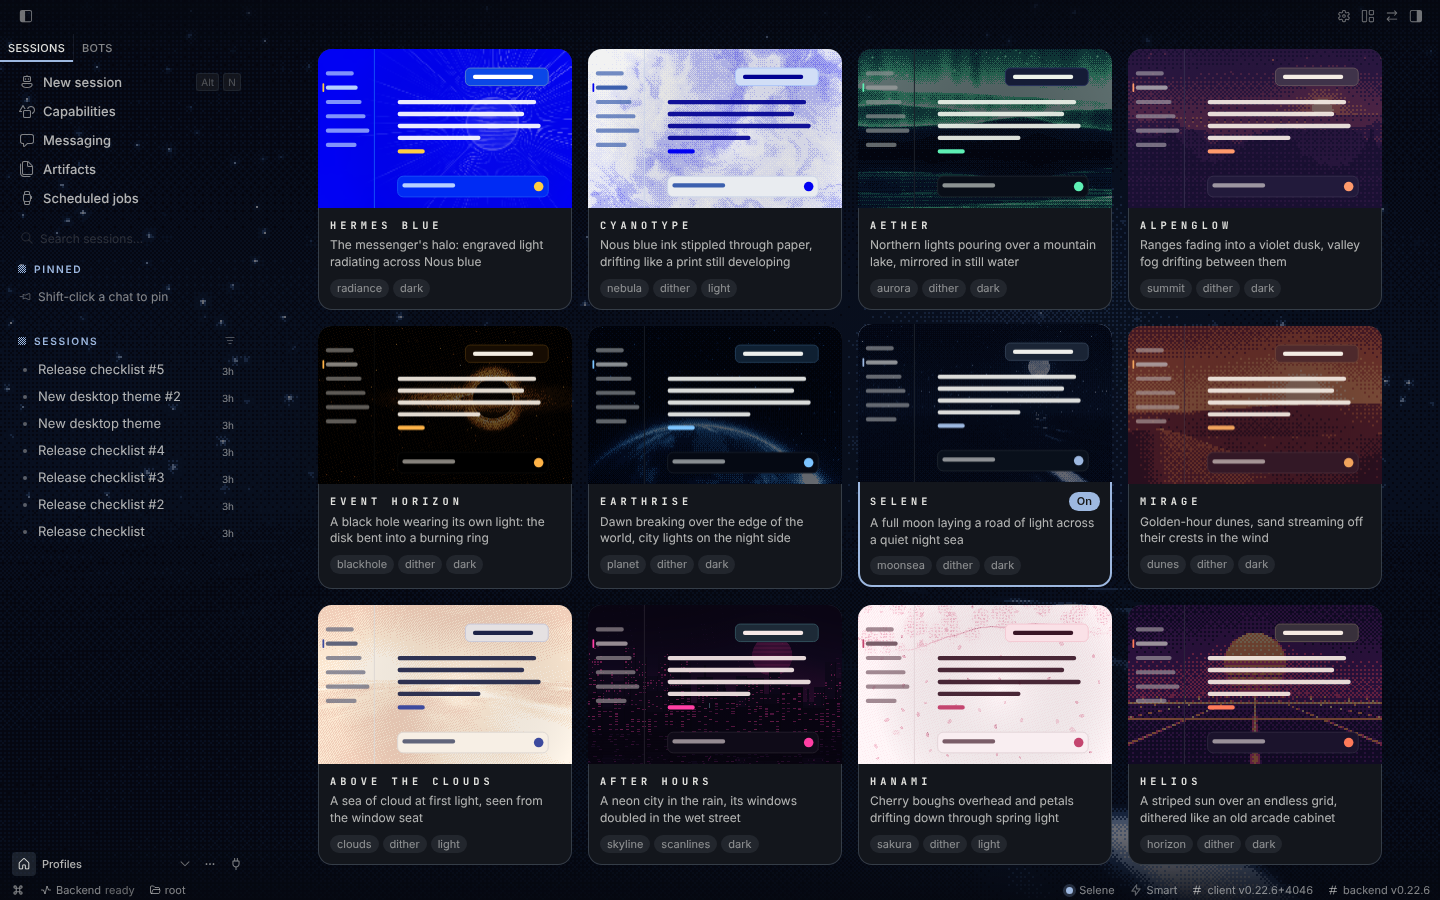 SESSIONS BOTS
New session Alt N
Capabilities
Messaging
Artifacts
Scheduled jobs
Search sessions...
PINNED
Shift-click a chat to pin
SESSIONS
Release checklist #5 3h
New desktop theme #2 3h
New desktop theme 3h
Release checklist #4 3h
Release checklist #3 3h
Release checklist #2 3h
Release checklist 3h
Profiles
Backend ready root
HERMES BLUE
The messenger's halo: engraved light
radiating across Nous blue
radiance dark
CYANOTYPE
Nous blue ink stippled through paper,
drifting like a print still developing
nebula dither light
AETHER
Northern lights pouring over a mountain
lake, mirrored in still water
aurora dither dark
ALPENGLOW
Ranges fading into a violet dusk, valley
fog drifting between them
summit dither dark
EVENT HORIZON
A black hole wearing its own light: the
disk bent into a burning ring
blackhole dither dark
EARTHRISE
Dawn breaking over the edge of the
world, city lights on the night side
planet dither dark
SELENE On
A full moon laying a road of light across
a quiet night sea
moonsea dither dark
MIRAGE
Golden-hour dunes, sand streaming off
their crests in the wind
dunes dither dark
ABOVE THE CLOUDS
A sea of cloud at first light, seen from
the window seat
clouds dither light
AFTER HOURS
A neon city in the rain, its windows
doubled in the wet street
skyline scanlines dark
HANAMI
Cherry boughs overhead and petals
drifting down through spring light
sakura dither light
HELIOS
A striped sun over an endless grid,
dithered like an old arcade cabinet
horizon dither dark
Selene Smart # client v0.22.6+4046 # backend v0.22.6